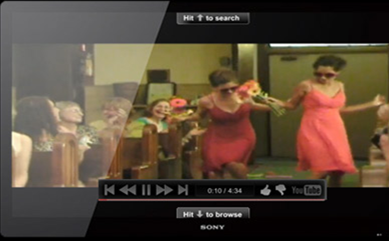 Hit ⇧ to search
0:10 / 4:34
YouTube
Hit ⇩ to browse
SONY